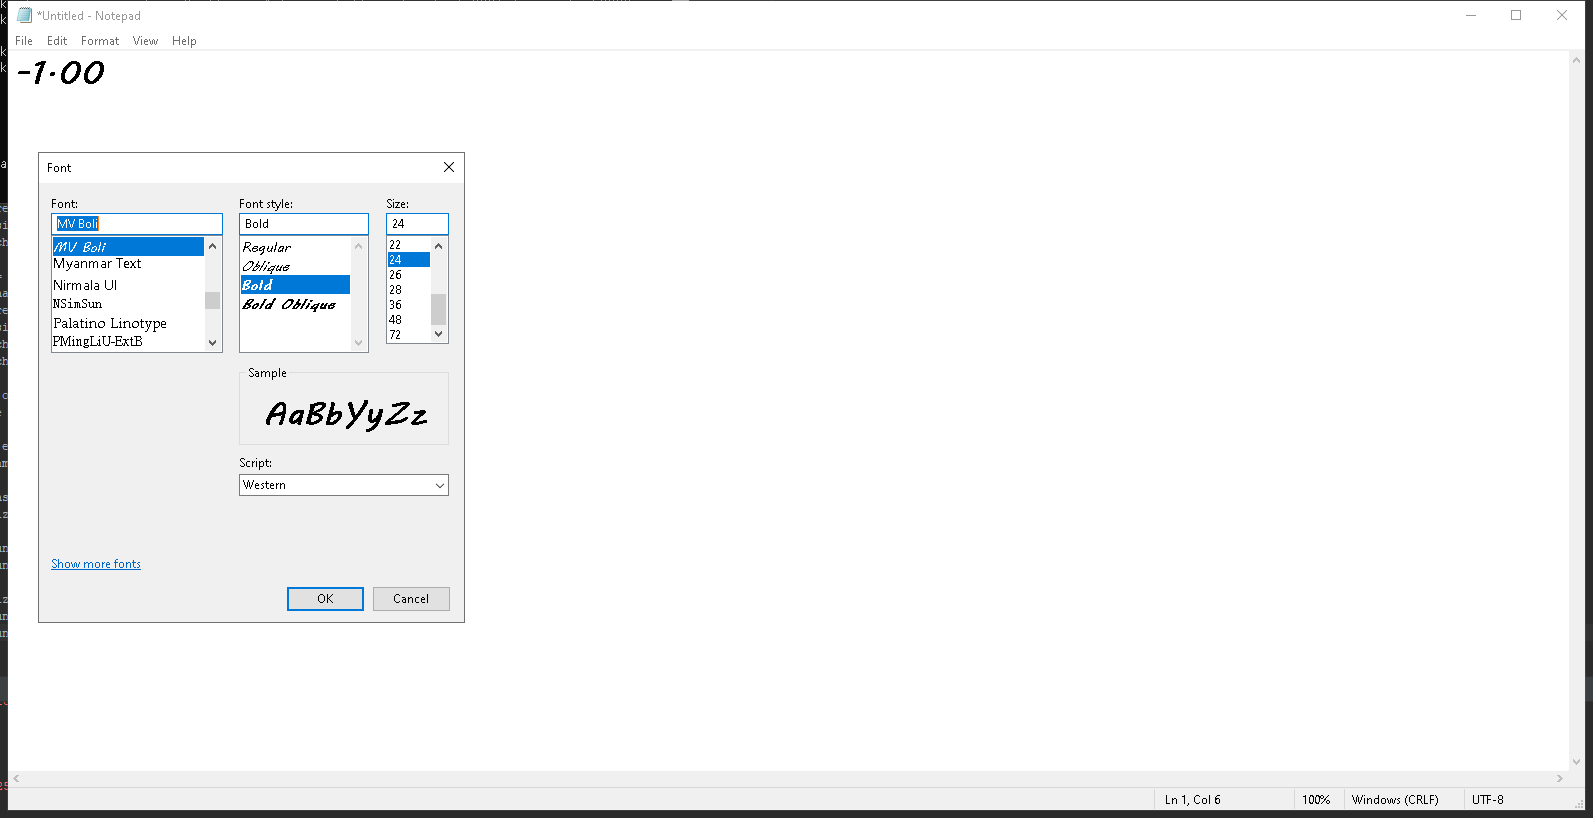 *Untitled - Notepad
File Edit Format View Help
-1.00
Font
Font: Font style: Size:
MV Boli Bold 24
MV Boli
Myanmar Text
Nirmala UI
NSimSun
Palatino Linotype
PMingLiU-ExtB
Regular
Oblique
Bold
Bold Oblique
22
24
26
28
36
48
72
Sample
AaBbYyZz
Script:
Western
Show more fonts
OK Cancel
Ln 1, Col 6 100% Windows (CRLF) UTF-8